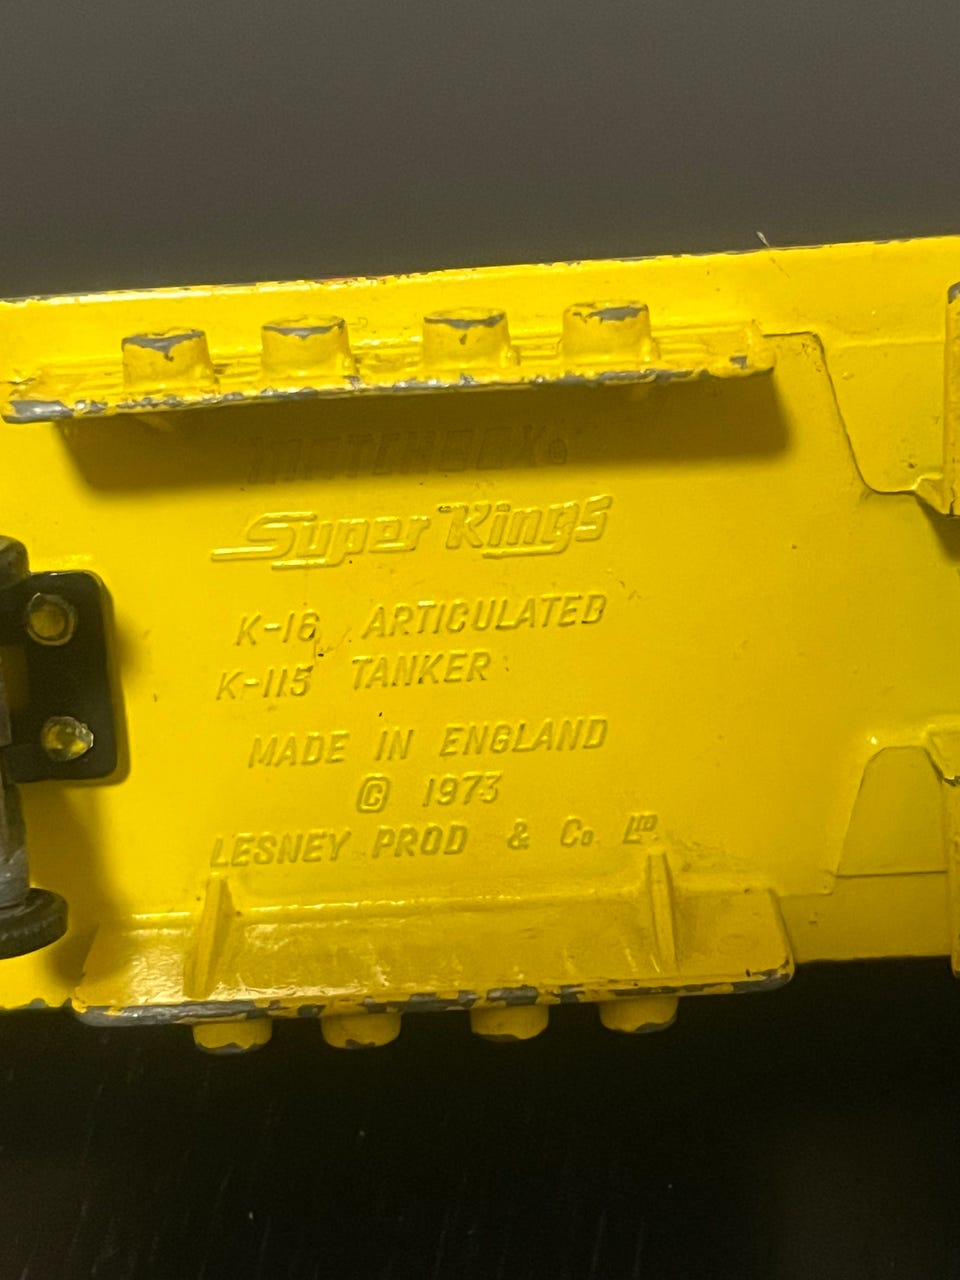 MATCHBOX®
Super Kings
K-16 ARTICULATED
K-115 TANKER
MADE IN ENGLAND
© 1973
LESNEY PROD & Co LTD